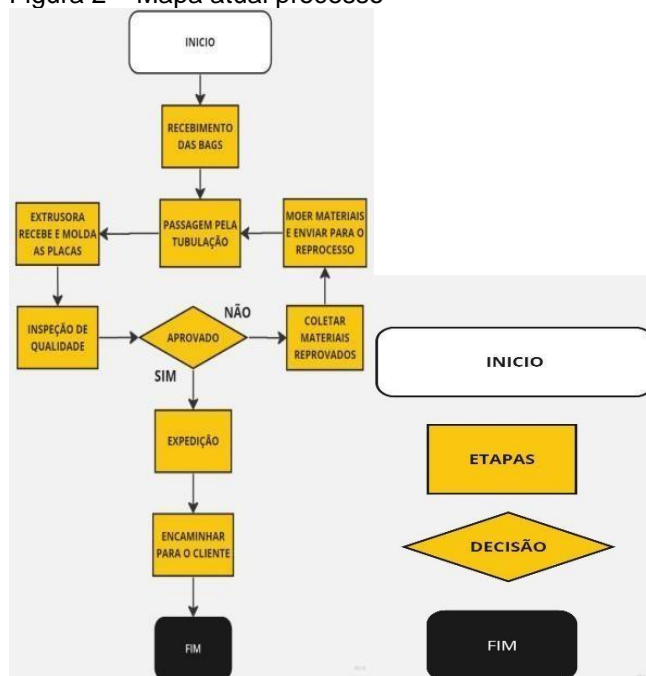 Figura 2 – Mapa atual processo
INICIO
RECEBIMENTO
DAS BAGS
EXTRUSORA
RECEBE E MOLDA
AS PLACAS
PASSAGEM PELA
TUBULAÇÃO
MOER MATERIAIS
E ENVIAR PARA O
REPROCESSO
INSPEÇÃO DE
QUALIDADE
APROVADO
NÃO
SIM
COLETAR
MATERIAIS
REPROVADOS
EXPEDIÇÃO
ENCAMINHAR
PARA O CLIENTE
FIM
INICIO
ETAPAS
DECISÃO
FIM